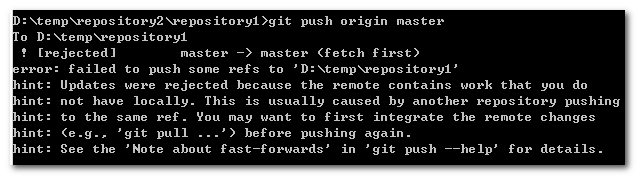 D:\temp\repository2\repository1>git push origin master
To D:\temp\repository1
 ! [rejected]        master -> master (fetch first)
error: failed to push some refs to 'D:\temp\repository1'
hint: Updates were rejected because the remote contains work that you do
hint: not have locally. This is usually caused by another repository pushing
hint: to the same ref. You may want to first integrate the remote changes
hint: (e.g., 'git pull ...') before pushing again.
hint: See the 'Note about fast-forwards' in 'git push --help' for details.